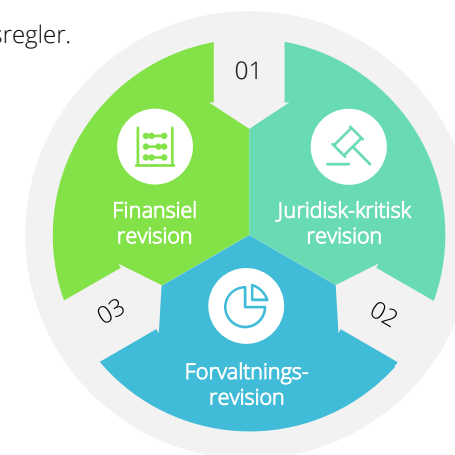 sregler.
01
Finansiel
revision
Juridisk-kritisk
revision
03
02
Forvaltnings-
revision